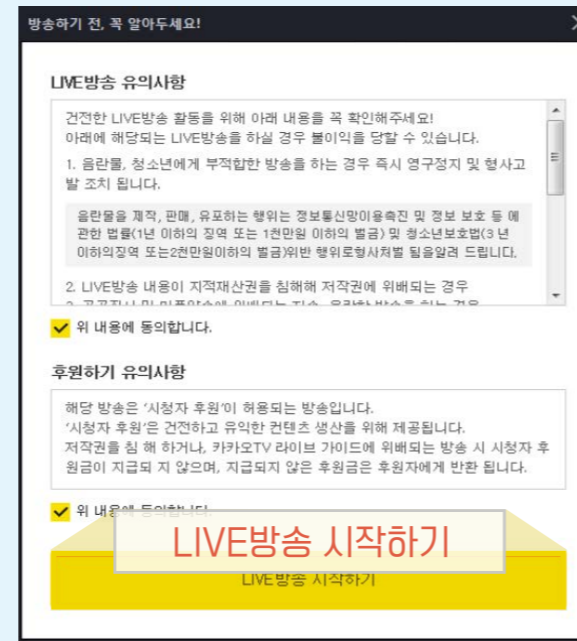 방송하기 전, 꼭 알아두세요!
LIVE방송 유의사항
건전한 LIVE방송 활동을 위해 아래 내용을 꼭 확인해주세요!
아래에 해당되는 LIVE방송을 하실 경우 불이익을 당할 수 있습니다.
1. 음란물, 청소년에게 부적합한 방송을 하는 경우 즉시 영구정지 및 형사고
발 조치 됩니다.
음란물을 제작, 판매, 유포하는 행위는 정보통신망이용촉진 및 정보 보호 등 에
관한 법률(1년 이하의 징역 또는 1천만원 이하의 벌금) 및 청소년보호법(3 년
이하의징역 또는2천만원이하의 벌금)위반 행위로형사처벌 됨을알려 드립니다.
2. LIVE방송 내용이 지적재산권을 침해해 저작권에 위배되는 경우
위 내용에 동의합니다.
후원하기 유의사항
해당 방송은 '시청자 후원'이 허용되는 방송입니다.
'시청자 후원'은 건전하고 유익한 컨텐츠 생산을 위해 제공됩니다.
저작권을 침 해 하거나, 카카오TV 라이브 가이드에 위배되는 방송 시 시청자 후
원금이 지급되 지 않으며, 지급되지 않은 후원금은 후원자에게 반환 됩니다.
위 내용에 동의합니다.
LIVE방송 시작하기
LIVE방송 시작하기